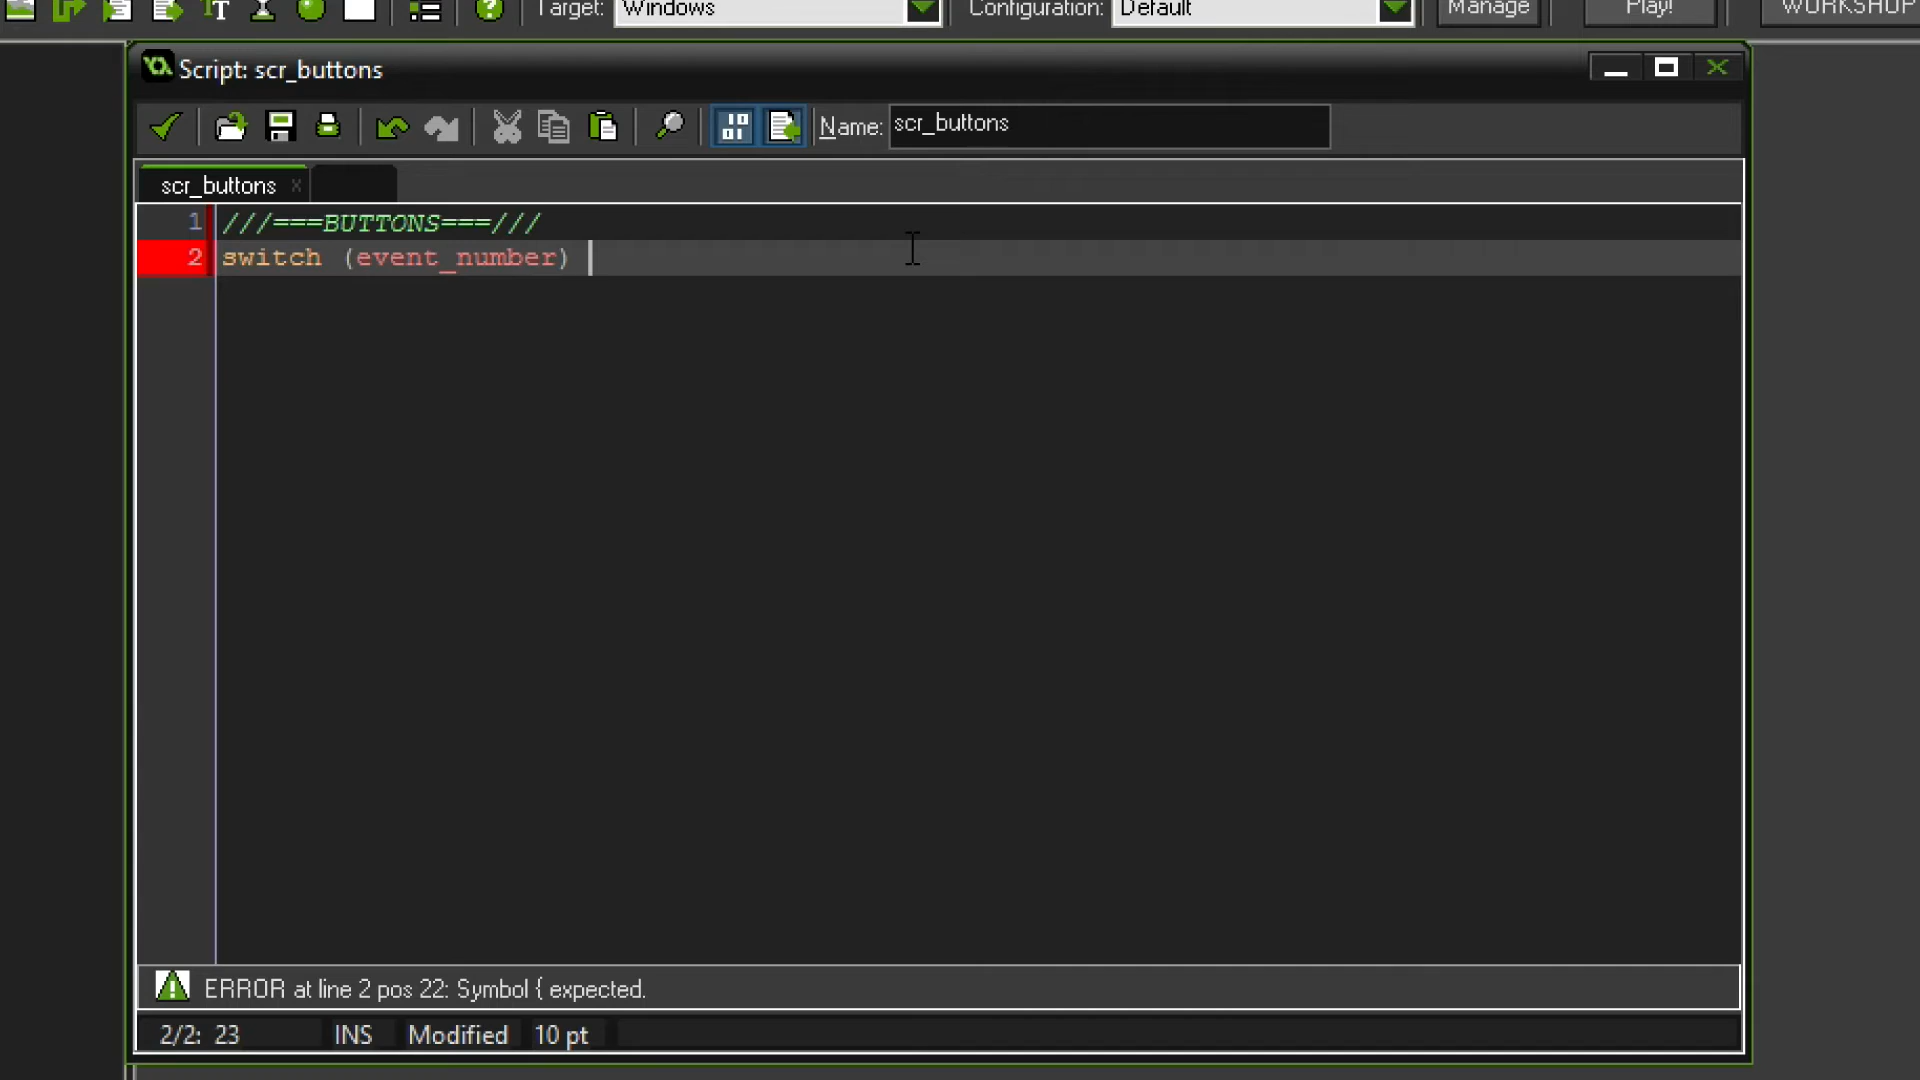 Target: Windows Configuration: Default Manage Play! WORKSHOP
Script: scr_buttons
Name: scr_buttons
scr_buttons x
1 ///===BUTTONS===///
2 switch (event_number)
ERROR at line 2 pos 22: Symbol { expected.
2/2: 23 INS Modified 10 pt